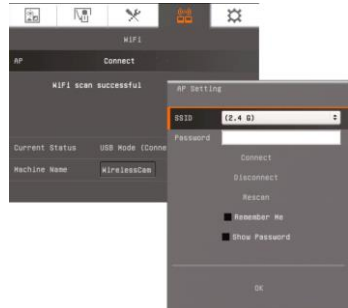 WiFi
AP Connect
WiFi scan successful
Current Status USB Mode (Conne
Machine Name WirelessCam
AP Setting
SSID (2.4 G)
Password
Connect
Disconnect
Rescan
Remember Me
Show Password
OK